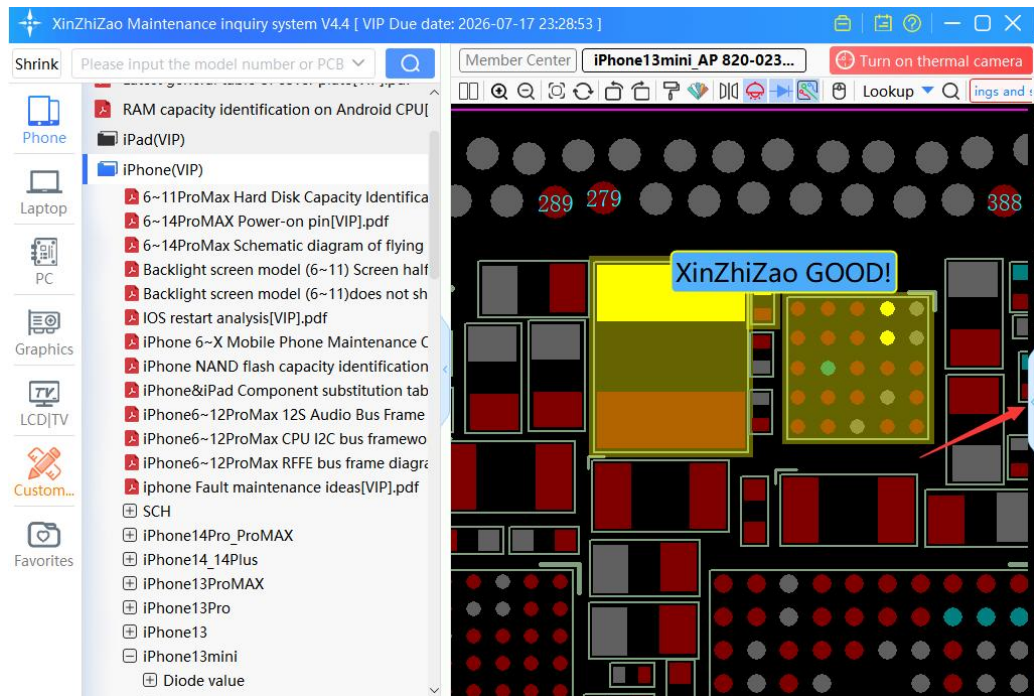 XinZhiZao Maintenance inquiry system V4.4 [ VIP Due date: 2026-07-17 23:28:53 ]
Shrink
Please input the model number or PCB
Member Center
iPhone13mini_AP 820-023...
Turn on thermal camera
Lookup
ings and
Phone
Laptop
PC
Graphics
LCD|TV
Custom...
Favorites
RAM capacity identification on Android CPU[
iPad(VIP)
iPhone(VIP)
6~11ProMax Hard Disk Capacity Identifica
6~14ProMAX Power-on pin[VIP].pdf
6~14ProMax Schematic diagram of flying
Backlight screen model (6~11) Screen half
Backlight screen model (6~11)does not sh
IOS restart analysis[VIP].pdf
iPhone 6~X Mobile Phone Maintenance C
iPhone NAND flash capacity identification
iPhone&iPad Component substitution tab
iPhone6~12ProMax 12S Audio Bus Frame
iPhone6~12ProMax CPU I2C bus framewo
iPhone6~12ProMax RFFE bus frame diagra
iphone Fault maintenance ideas[VIP].pdf
SCH
iPhone14Pro_ProMAX
iPhone14_14Plus
iPhone13ProMAX
iPhone13Pro
iPhone13
iPhone13mini
Diode value
289
279
388
XinZhiZao GOOD!